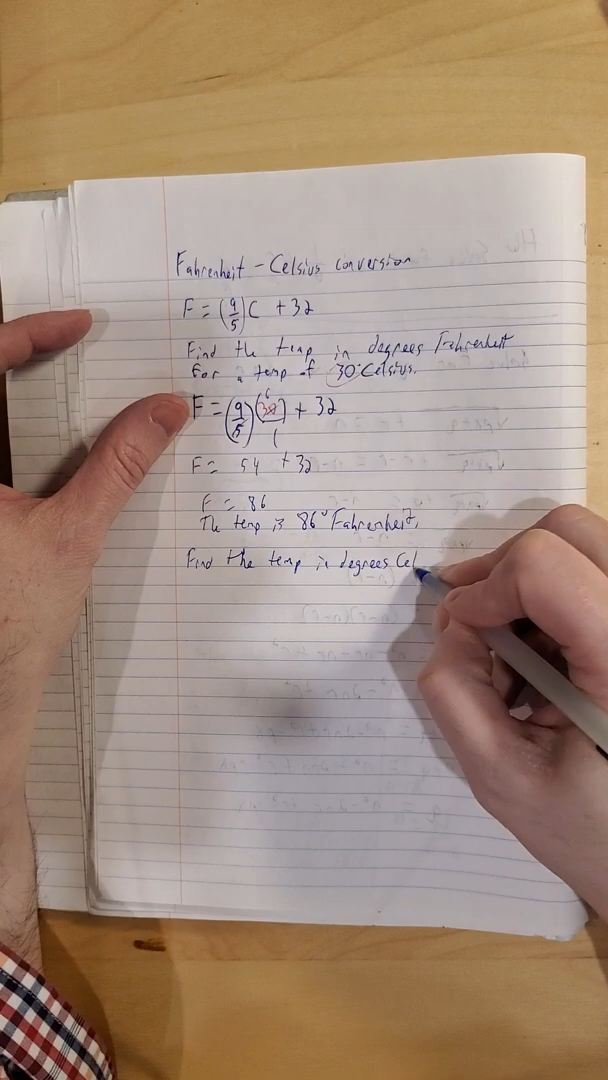 Fahrenheit - Celsius conversion
F = (9/5)C + 32
Find the temp in degrees Fahrenheit
for a temp of 30° Celsius.
F = (9/5)(30) + 32
F = 54 + 32
F = 86
The temp is 86° Fahrenheit.
Find the temp in degrees Cel